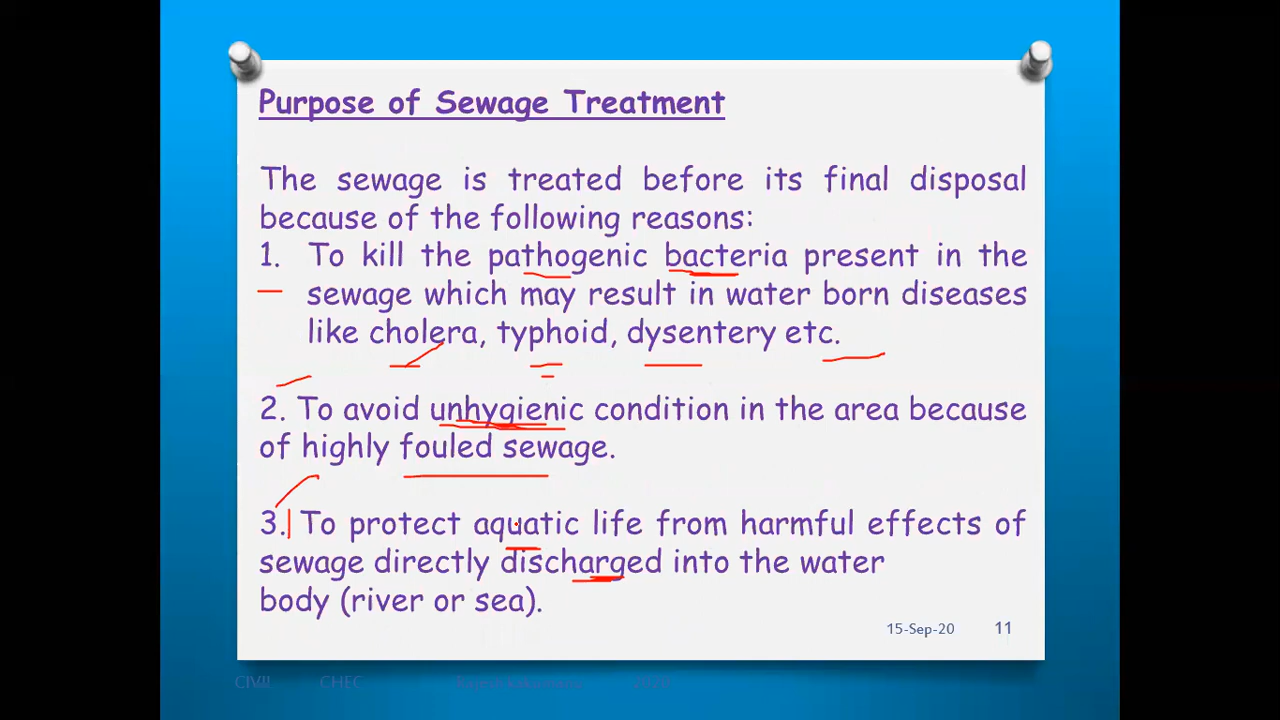 Purpose of Sewage Treatment
The sewage is treated before its final disposal
because of the following reasons:
1. To kill the pathogenic bacteria present in the
sewage which may result in water born diseases
like cholera, typhoid, dysentery etc.
2. To avoid unhygienic condition in the area because
of highly fouled sewage.
3. To protect aquatic life from harmful effects of
sewage directly discharged into the water
body (river or sea).
15-Sep-20 11
CHEC 2020